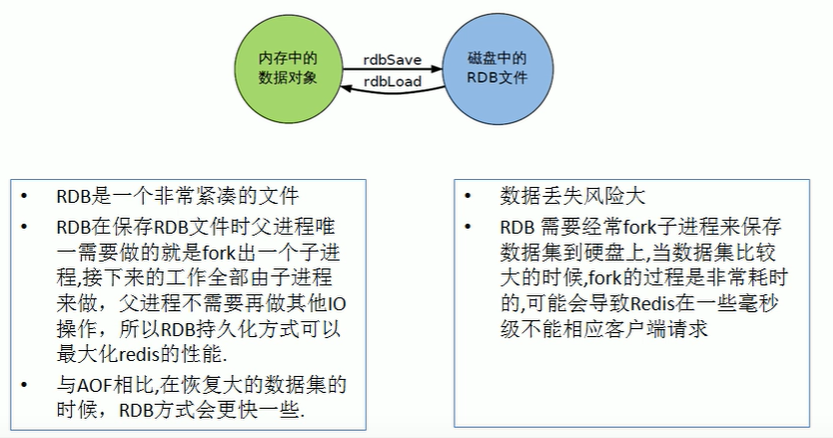 内存中的
数据对象
rdbSave
rdbLoad
磁盘中的
RDB文件
• RDB是一个非常紧凑的文件
• RDB在保存RDB文件时父进程唯
一需要做的就是fork出一个子进
程,接下来的工作全部由子进程
来做，父进程不需要再做其他IO
操作，所以RDB持久化方式可以
最大化redis的性能.
• 与AOF相比,在恢复大的数据集的
时候，RDB方式会更快一些.
• 数据丢失风险大
• RDB 需要经常fork子进程来保存
数据集到硬盘上,当数据集比较
大的时候,fork的过程是非常耗时
的,可能会导致Redis在一些毫秒
级不能相应客户端请求